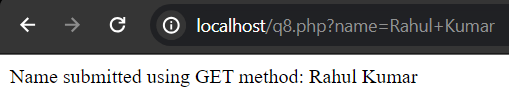 localhost/q8.php?name=Rahul+Kumar
Name submitted using GET method: Rahul Kumar